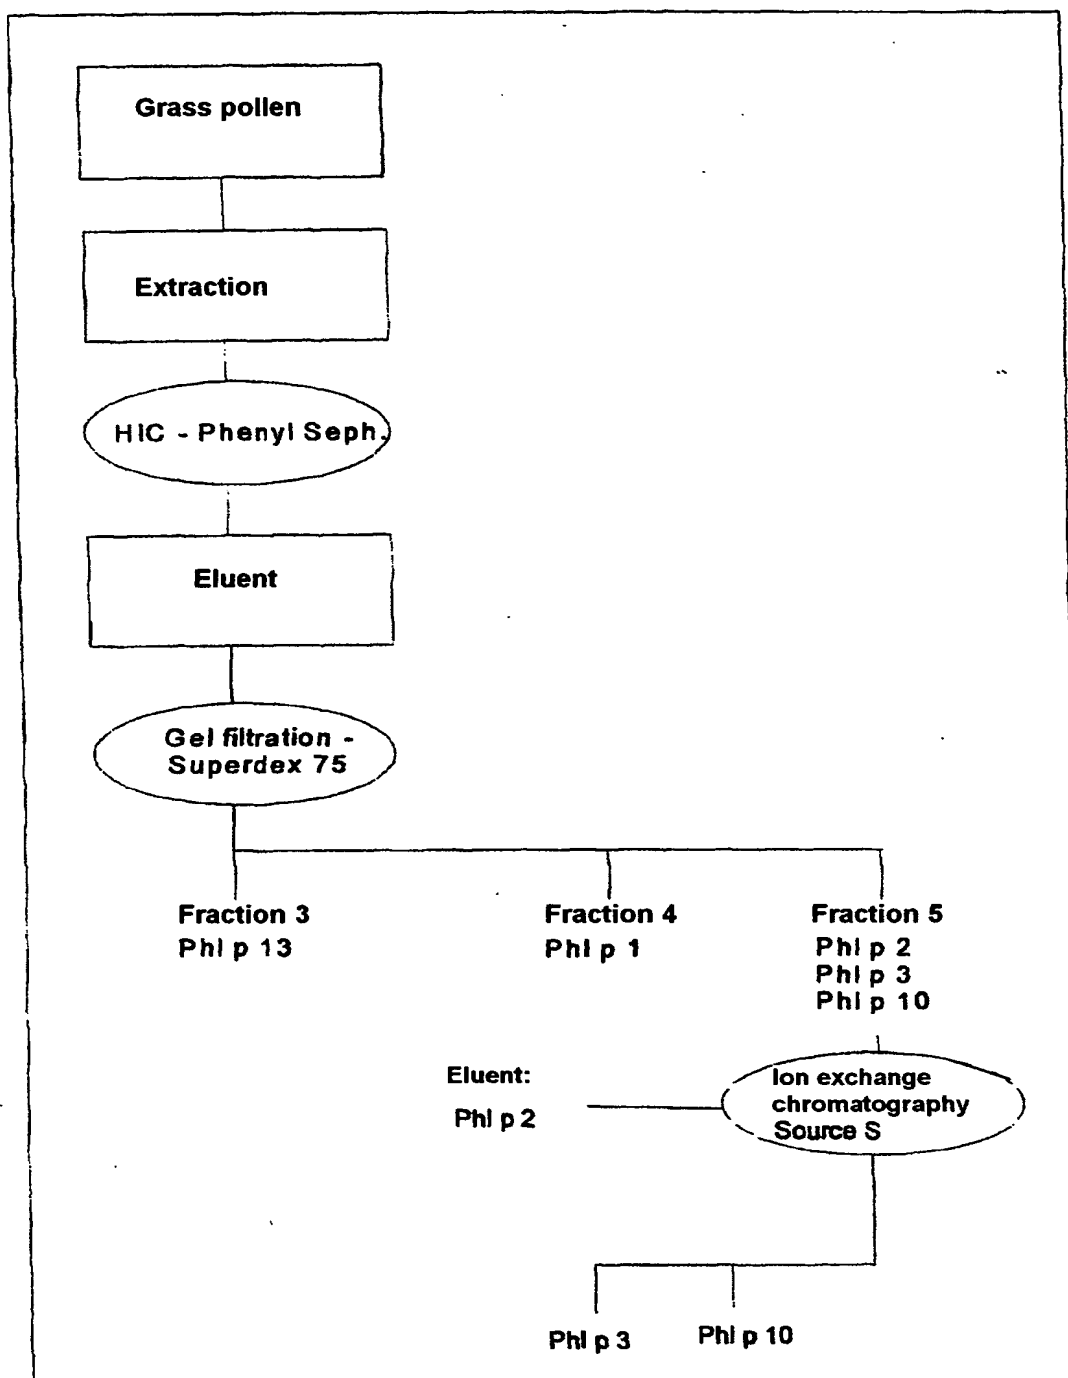 Grass pollen
Extraction
HIC - Phenyl Seph.
Eluent
Gel filtration -
Superdex 75
Fraction 3
Phl p 13
Fraction 4
Phl p 1
Fraction 5
Phl p 2
Phl p 3
Phl p 10
Eluent:
Phl p 2
Ion exchange
chromatography
Source S
Phl p 3
Phl p 10